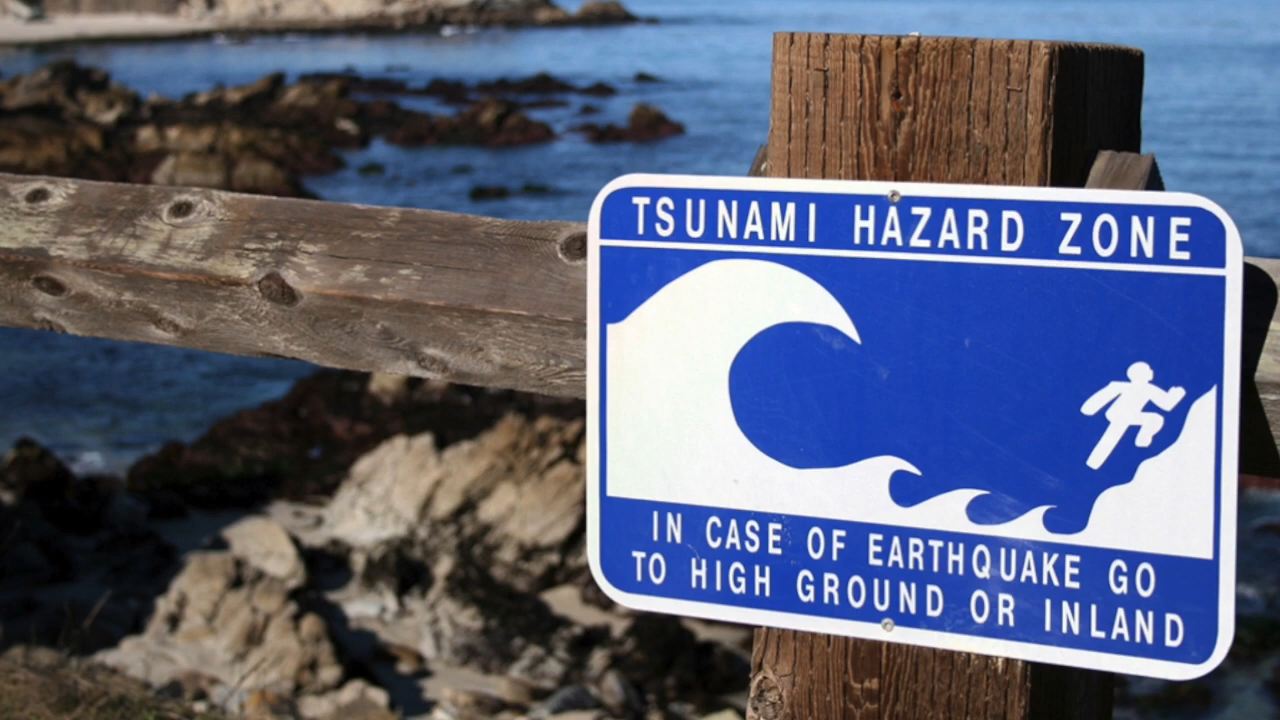 TSUNAMI HAZARD ZONE
IN CASE OF EARTHQUAKE GO
TO HIGH GROUND OR INLAND